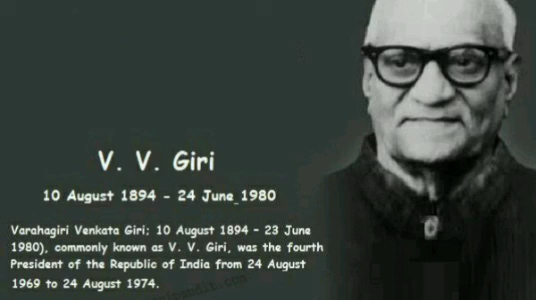 V. V. Giri
10 August 1894 - 24 June 1980
Varahagiri Venkata Giri; 10 August 1894 – 23 June
1980), commonly known as V. V. Giri, was the fourth
President of the Republic of India from 24 August
1969 to 24 August 1974.